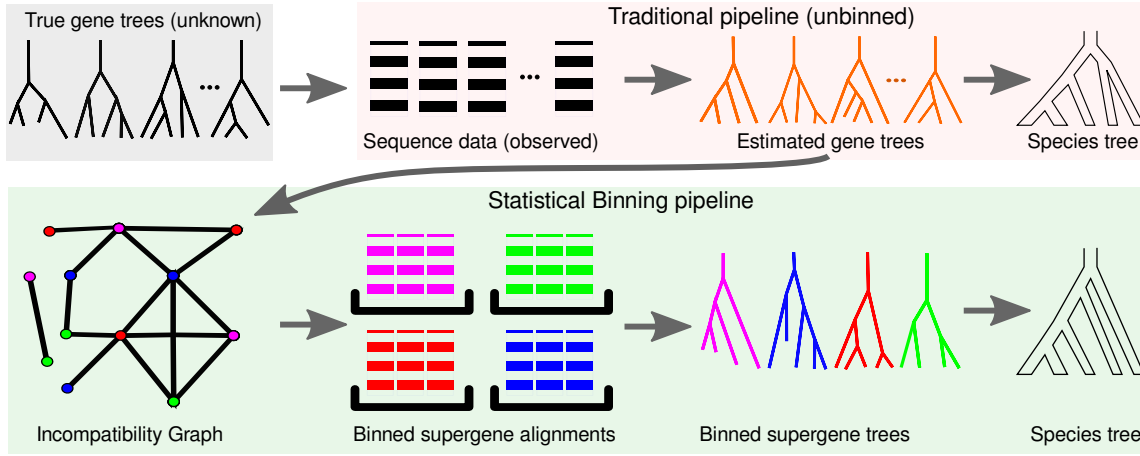 True gene trees (unknown)
Traditional pipeline (unbinned)
...
...
...
Sequence data (observed)
Estimated gene trees
Species tree
Statistical Binning pipeline
Incompatibility Graph
Binned supergene alignments
Binned supergene trees
Species tree